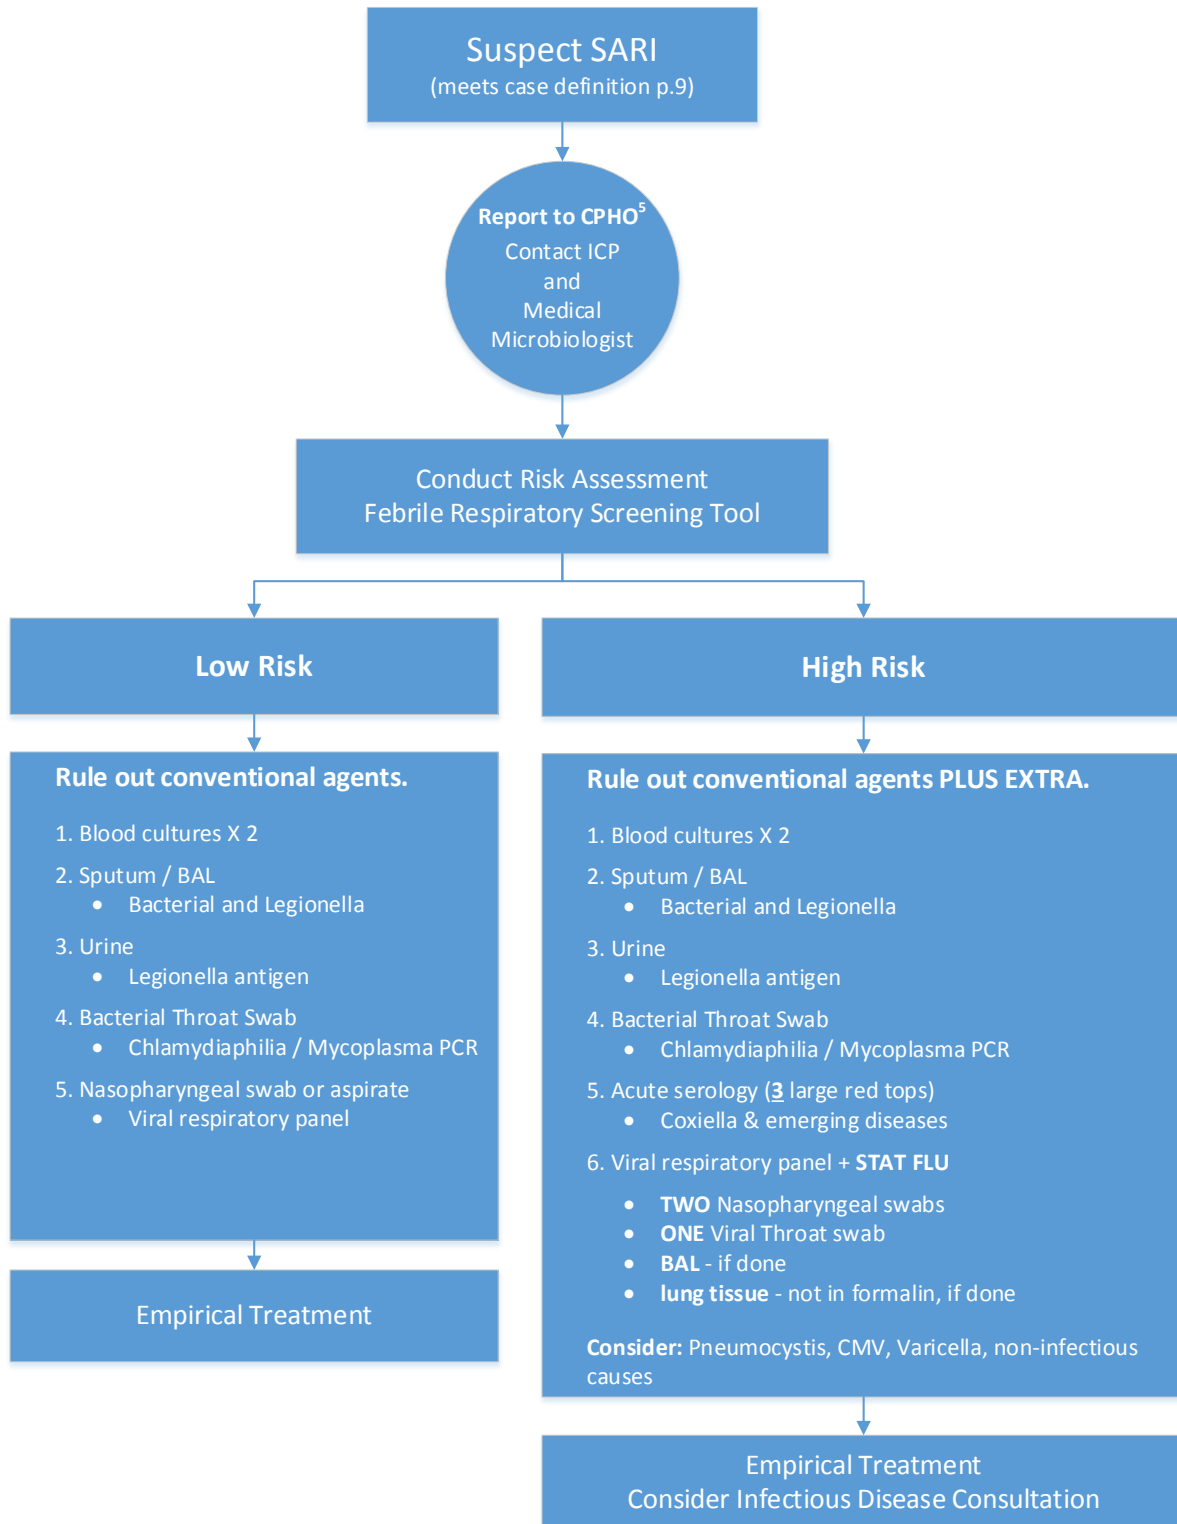 Suspect SARI
(meets case definition p.9)
Report to CPHO5
Contact ICP
and
Medical
Microbiologist
Conduct Risk Assessment
Febrile Respiratory Screening Tool
Low Risk
Rule out conventional agents.
1. Blood cultures X 2
2. Sputum / BAL
• Bacterial and Legionella
3. Urine
• Legionella antigen
4. Bacterial Throat Swab
• Chlamydiaphilia / Mycoplasma PCR
5. Nasopharyngeal swab or aspirate
• Viral respiratory panel
Empirical Treatment
High Risk
Rule out conventional agents PLUS EXTRA.
1. Blood cultures X 2
2. Sputum / BAL
• Bacterial and Legionella
3. Urine
• Legionella antigen
4. Bacterial Throat Swab
• Chlamydiaphilia / Mycoplasma PCR
5. Acute serology (3 large red tops)
• Coxiella & emerging diseases
6. Viral respiratory panel + STAT FLU
• TWO Nasopharyngeal swabs
• ONE Viral Throat swab
• BAL - if done
• lung tissue - not in formalin, if done
Consider: Pneumocystis, CMV, Varicella, non-infectious
causes
Empirical Treatment
Consider Infectious Disease Consultation